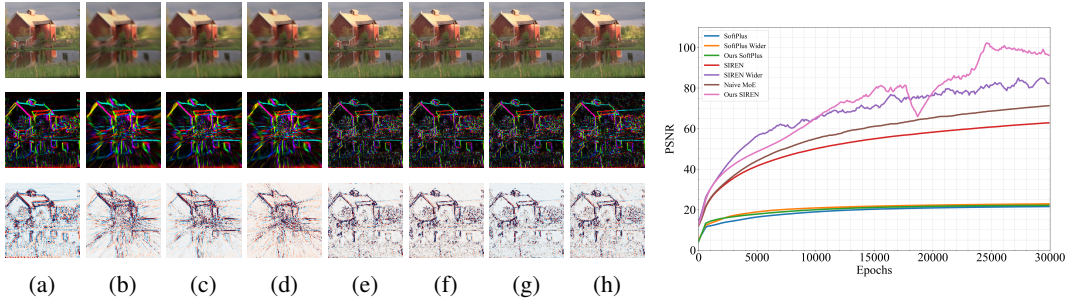 (a) (b) (c) (d) (e) (f) (g) (h)
PSNR
100
80
60
40
20
0
SoftPlus
SoftPlus Wider
Ours SoftPlus
SIREN
SIREN Wider
Naive MoE
Ours SIREN
0 5000 10000 15000 20000 25000 30000
Epochs